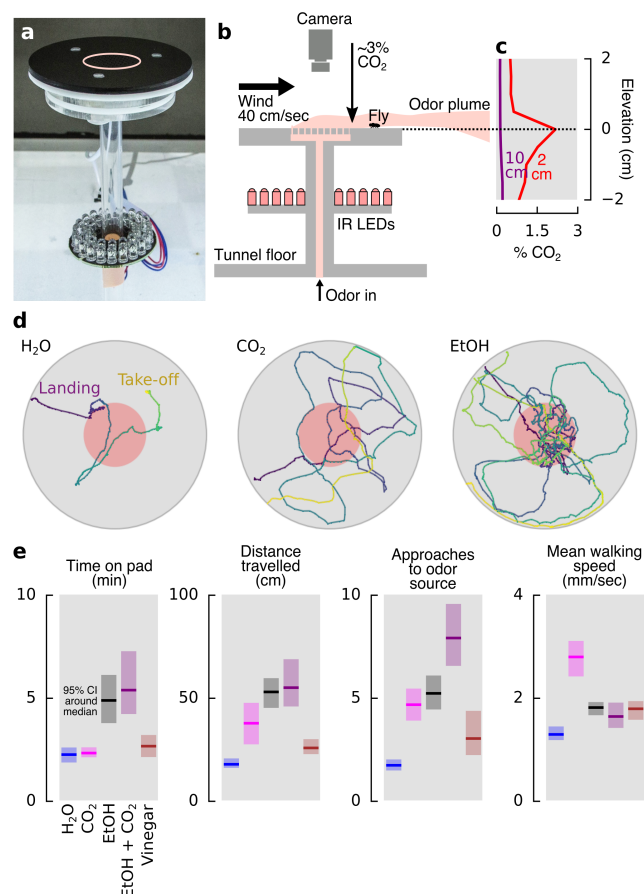 a
b
Camera
~3%
CO₂
Wind
40 cm/sec
Fly
Odor plume
IR LEDs
Tunnel floor
Odor in
c
2
0
−2
Elevation (cm)
10
cm
2
cm
0
1.5
3
% CO₂
d
H₂O
Landing
Take-off
CO₂
EtOH
e
Time on pad
(min)
10
5
0
95% CI
around
median
H₂O
CO₂
EtOH
EtOH + CO₂
Vinegar
Distance
travelled
(cm)
100
50
0
Approaches
to odor
source
10
5
0
Mean walking
speed
(mm/sec)
4
2
0